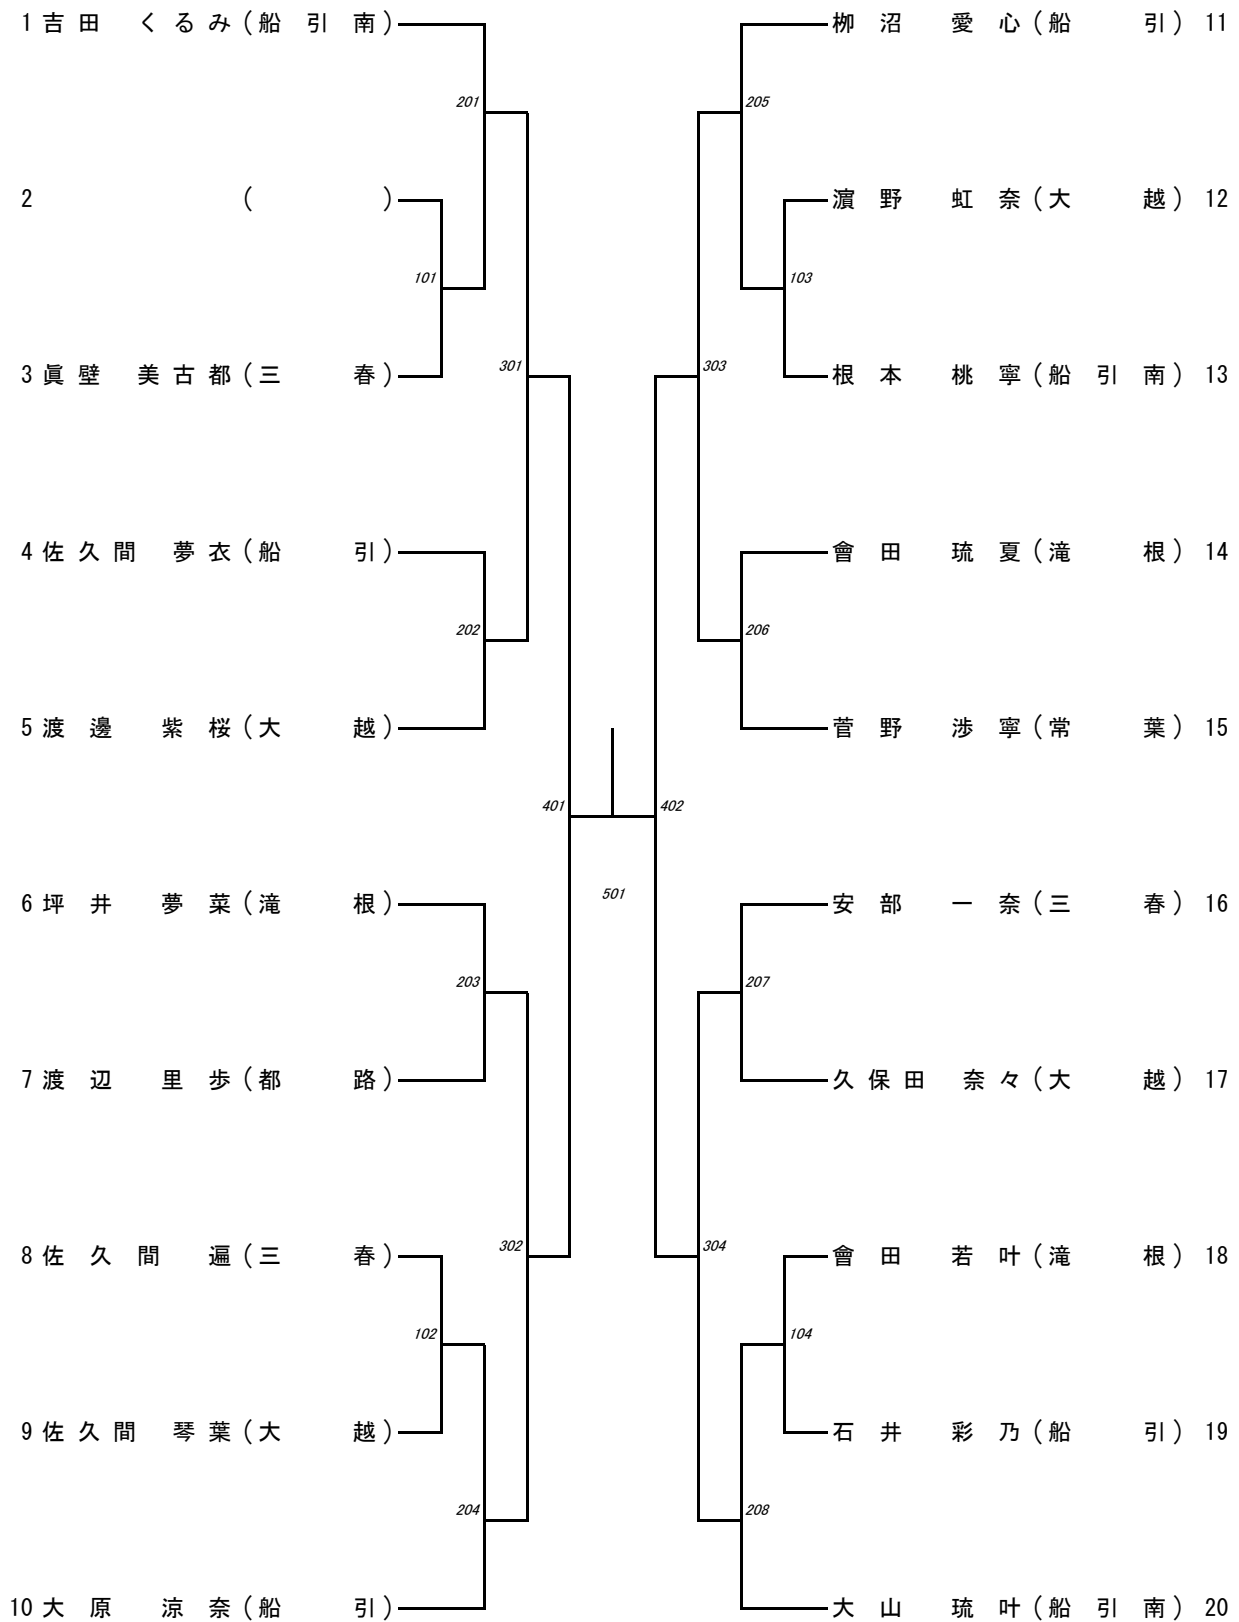 1 吉田 くるみ(船引南)
柳沼 愛心(船 引) 11
201
205
2 ( )
濵野 虹奈(大 越) 12
101
103
3 眞壁 美古都(三 春)
301
303
根本 桃寧(船引南) 13
4 佐久間 夢衣(船 引)
會田 琉夏(滝 根) 14
202
206
5 渡邊 紫桜(大 越)
菅野 渉寧(常 葉) 15
401
402
6 坪井 夢菜(滝 根)
501
安部 一奈(三 春) 16
203
207
7 渡辺 里歩(都 路)
久保田 奈々(大 越) 17
8 佐久間 遍(三 春)
302
304
會田 若叶(滝 根) 18
102
104
9 佐久間 琴葉(大 越)
石井 彩乃(船 引) 19
204
208
10 大原 涼奈(船 引)
大山 琉叶(船引南) 20